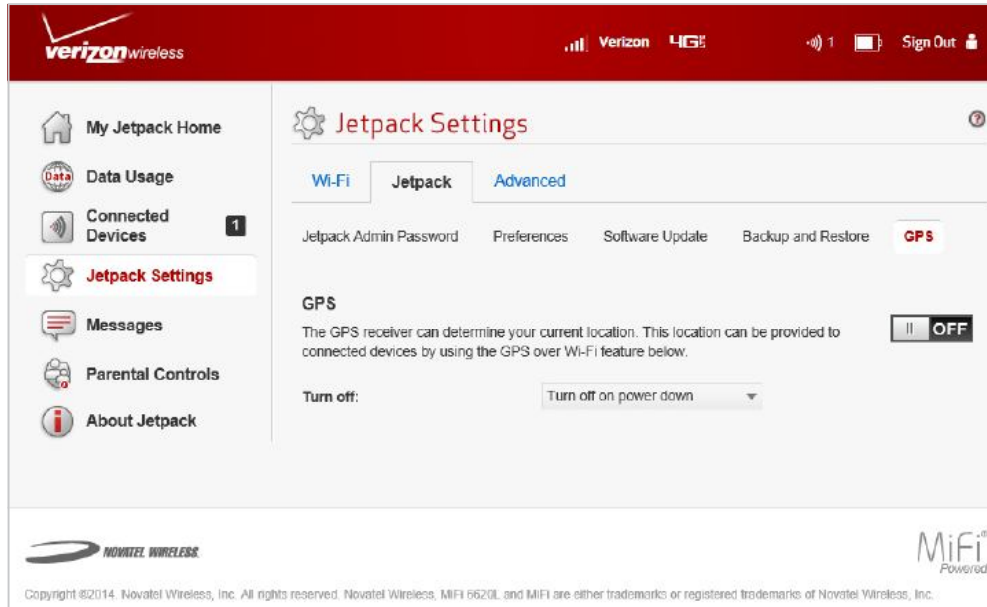 verizonwireless
Verizon 4GLTE
1
Sign Out
My Jetpack Home
Data
Data Usage
Connected
Devices
1
Jetpack Settings
Messages
Parental Controls
About Jetpack
Jetpack Settings
?
Wi-Fi
Jetpack
Advanced
Jetpack Admin Password
Preferences
Software Update
Backup and Restore
GPS
GPS
The GPS receiver can determine your current location. This location can be provided to
connected devices by using the GPS over Wi-Fi feature below.
OFF
Turn off:
Turn off on power down
NOVATEL WIRELESS.
MiFi®
Powered
Copyright ©2014. Novatel Wireless, Inc. All rights reserved. Novatel Wireless, MiFi 6620L and MiFi are either trademarks or registered trademarks of Novatel Wireless, Inc.